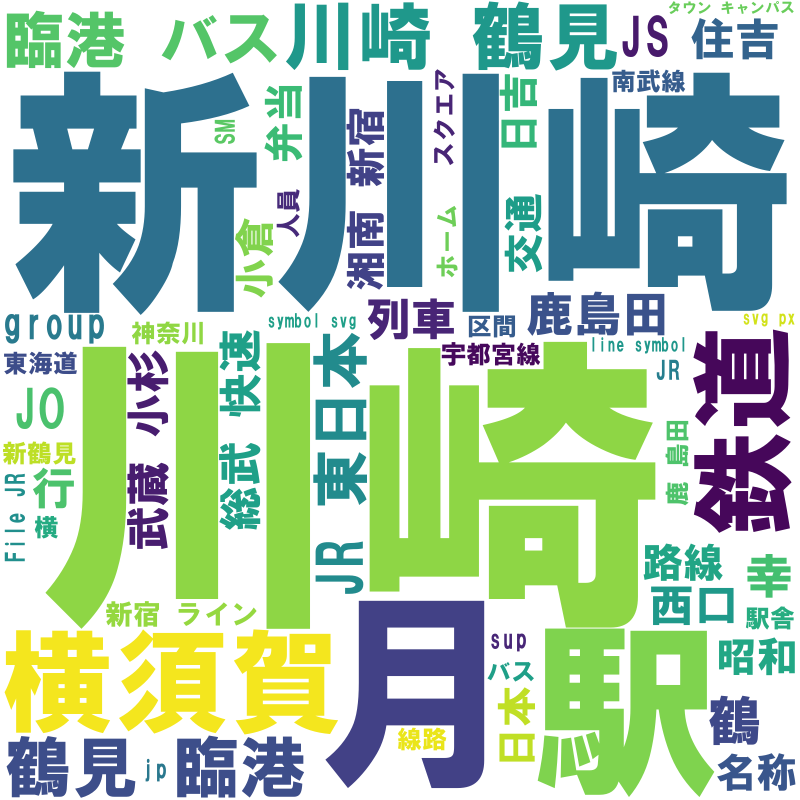 タウン キャンパス
臨港 バス 川崎 鶴見 JS 住吉
新川崎
SM
弁当
湘南 新宿
人員
小倉
スクエア
ホーム
日吉
交通
南武線
group
神奈川
symbol svg
列車
区間
鹿島田
svg px
東海道
宇都宮線
line symbol
JR
川崎
JO
武蔵 小杉
総武 快速
JR 東日本
鉄道
新鶴見
行
横
File JR
鹿 島田
路線
幸
西口
駅舎
新宿 ライン
横須賀
月
sup
バス
日本
駅
昭和
線路
鶴
鶴見 臨港
jp
名称